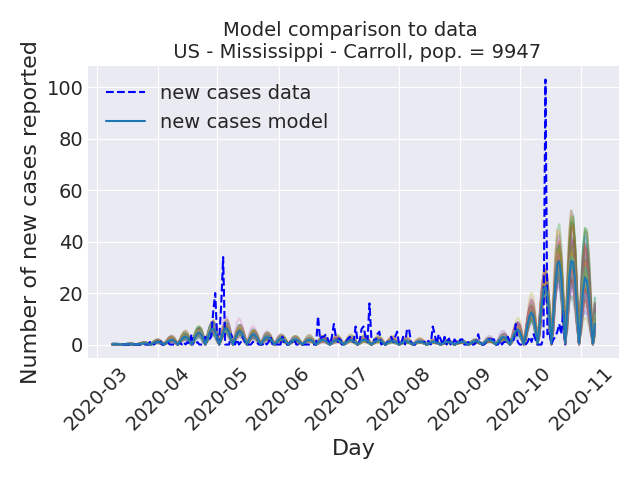 Model comparison to data
US - Mississippi - Carroll, pop. = 9947
Number of new cases reported
100
80
60
40
20
0
new cases data
new cases model
2020-03
2020-04
2020-05
2020-06
2020-07
2020-08
2020-09
2020-10
2020-11
Day